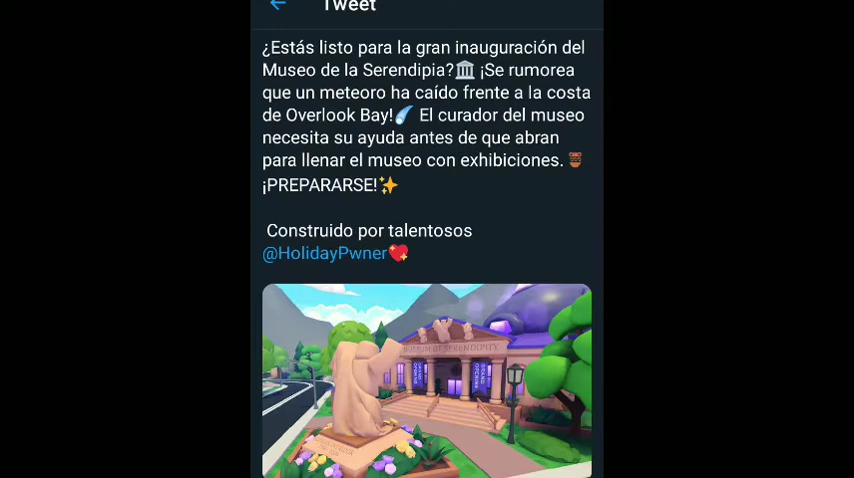 Tweet
¿Estás listo para la gran inauguración del
Museo de la Serendipia?🏛️ ¡Se rumorea
que un meteoro ha caído frente a la costa
de Overlook Bay!☄️ El curador del museo
necesita su ayuda antes de que abran
para llenar el museo con exhibiciones.🏺
¡PREPARARSE!✨
Construido por talentosos
@HolidayPwner💖
MUSEUM OF SERENDIPITY
GRAND OPENING